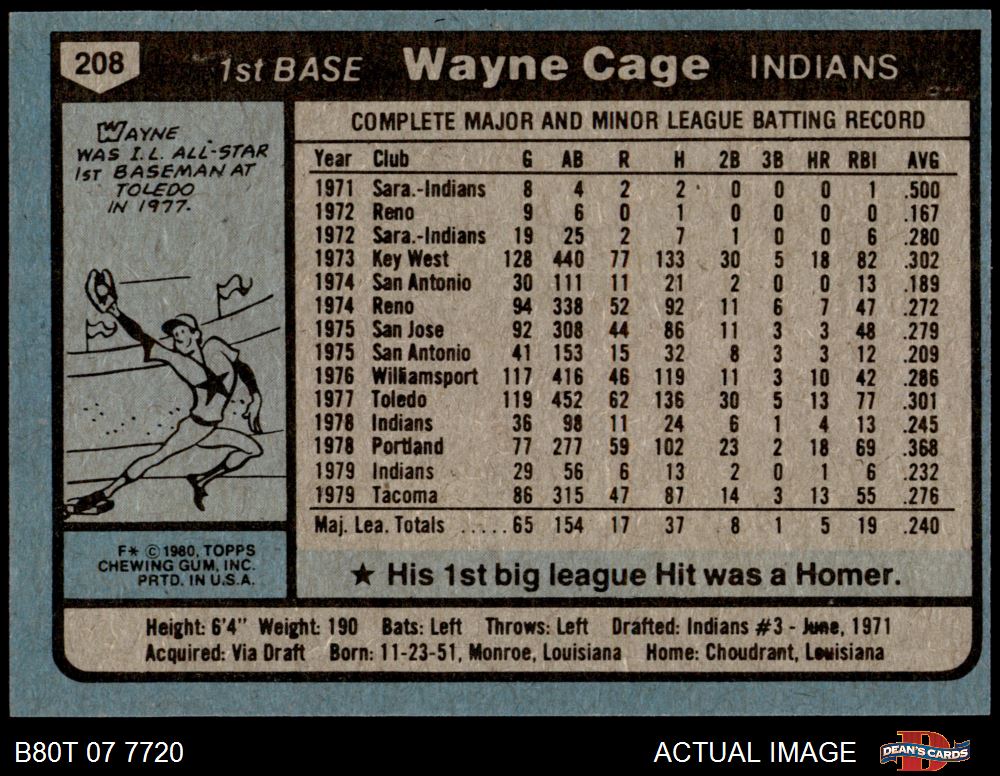 208 1st BASE Wayne Cage INDIANS
WAYNE
WAS I.L. ALL-STAR
1ST BASEMAN AT
TOLEDO
IN 1977.
F* © 1980, TOPPS
CHEWING GUM, INC.
PRTD. IN U.S.A.
COMPLETE MAJOR AND MINOR LEAGUE BATTING RECORD
Year Club G AB R H 2B 3B HR RBI AVG
1971 Sara.-Indians 8 4 2 2 0 0 0 1 .500
1972 Reno 9 6 0 1 0 0 0 0 .167
1972 Sara.-Indians 19 25 2 7 1 0 0 6 .280
1973 Key West 128 440 77 133 30 5 18 82 .302
1974 San Antonio 30 111 11 21 2 0 0 13 .189
1974 Reno 94 338 52 92 11 6 7 47 .272
1975 San Jose 92 308 44 86 11 3 3 48 .279
1975 San Antonio 41 153 15 32 8 3 3 12 .209
1976 Williamsport 117 416 46 119 11 3 10 42 .286
1977 Toledo 119 452 62 136 30 5 13 77 .301
1978 Indians 36 98 11 24 6 1 4 13 .245
1978 Portland 77 277 59 102 23 2 18 69 .368
1979 Indians 29 56 6 13 2 0 1 6 .232
1979 Tacoma 86 315 47 87 14 3 13 55 .276
Maj. Lea. Totals ..... 65 154 17 37 8 1 5 19 .240
★ His 1st big league Hit was a Homer.
Height: 6'4" Weight: 190 Bats: Left Throws: Left Drafted: Indians #3 - June, 1971
Acquired: Via Draft Born: 11-23-51, Monroe, Louisiana Home: Choudrant, Louisiana
B80T 07 7720 ACTUAL IMAGE D DEAN'S CARDS